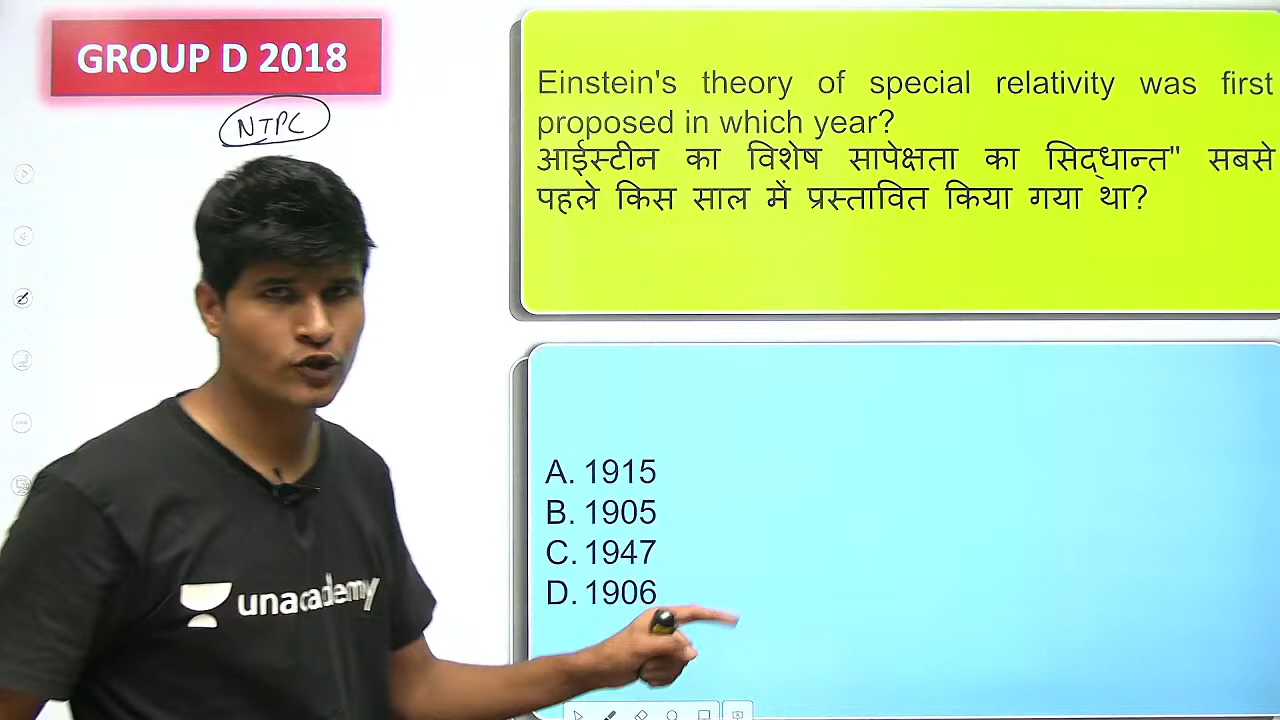 GROUP D 2018
NTPC
Einstein's theory of special relativity was first
proposed in which year?
आईस्टीन का विशेष सापेक्षता का सिद्धान्त" सबसे
पहले किस साल में प्रस्तावित किया गया था?
A. 1915
B. 1905
C. 1947
D. 1906
unacademy